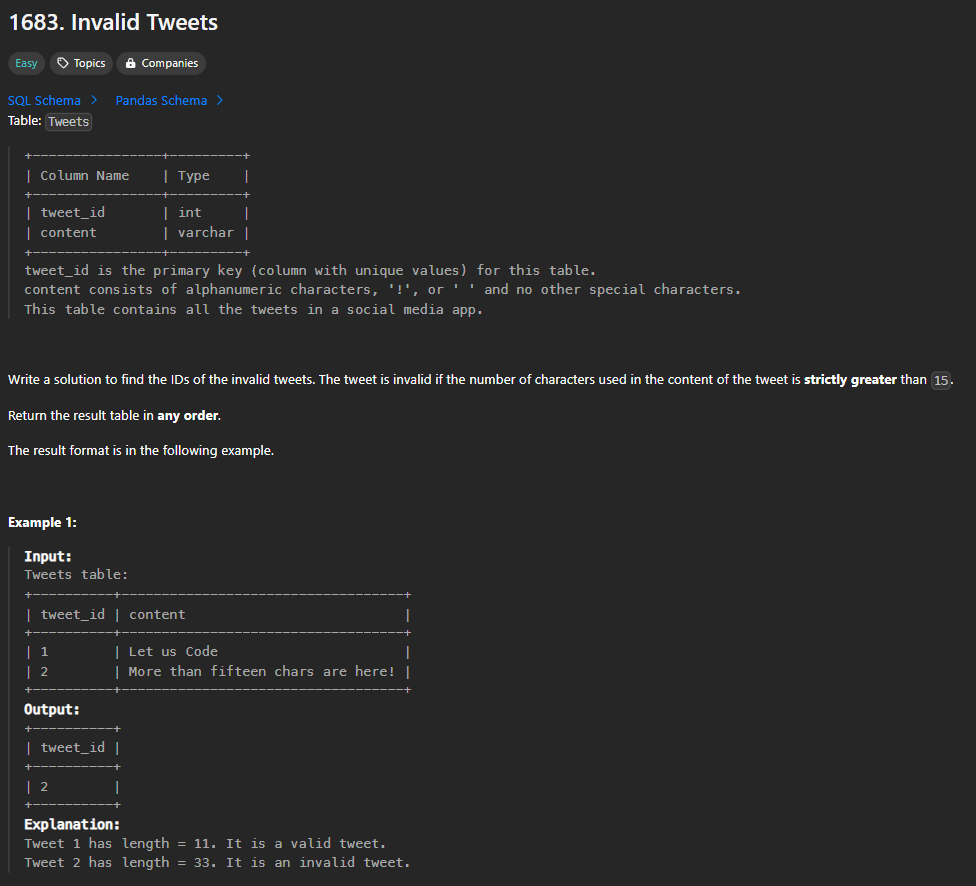 1683. Invalid Tweets
Easy Topics Companies
SQL Schema > Pandas Schema >
Table: Tweets
+----------------+---------+
| Column Name    | Type    |
+----------------+---------+
| tweet_id       | int     |
| content        | varchar |
+----------------+---------+
tweet_id is the primary key (column with unique values) for this table.
content consists of alphanumeric characters, '!', or ' ' and no other special characters.
This table contains all the tweets in a social media app.
Write a solution to find the IDs of the invalid tweets. The tweet is invalid if the number of characters used in the content of the tweet is strictly greater than 15.
Return the result table in any order.
The result format is in the following example.
Example 1:
Input:
Tweets table:
+----------+-----------------------------------+
| tweet_id | content                           |
+----------+-----------------------------------+
| 1        | Let us Code                       |
| 2        | More than fifteen chars are here! |
+----------+-----------------------------------+
Output:
+----------+
| tweet_id |
+----------+
| 2        |
+----------+
Explanation:
Tweet 1 has length = 11. It is a valid tweet.
Tweet 2 has length = 33. It is an invalid tweet.